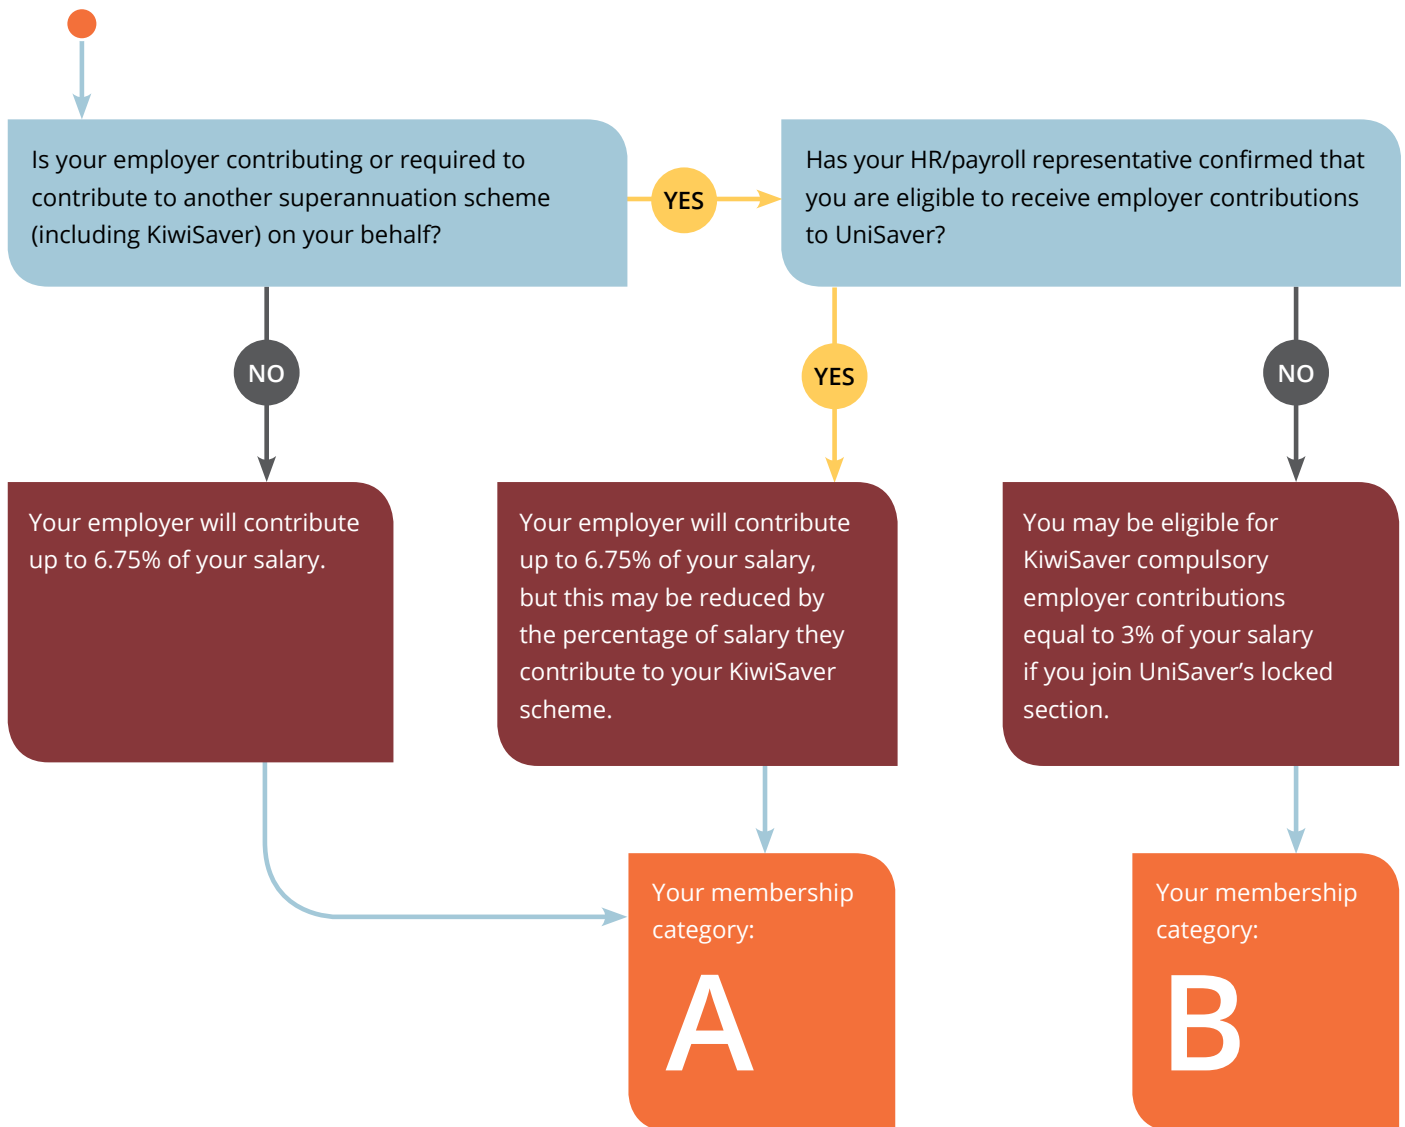 Is your employer contributing or required to
contribute to another superannuation scheme
(including KiwiSaver) on your behalf?
YES
Has your HR/payroll representative confirmed that
you are eligible to receive employer contributions
to UniSaver?
NO
YES
NO
Your employer will contribute
up to 6.75% of your salary.
Your employer will contribute
up to 6.75% of your salary,
but this may be reduced by
the percentage of salary they
contribute to your KiwiSaver
scheme.
You may be eligible for
KiwiSaver compulsory
employer contributions
equal to 3% of your salary
if you join UniSaver’s locked
section.
Your membership
category:
A
Your membership
category:
B